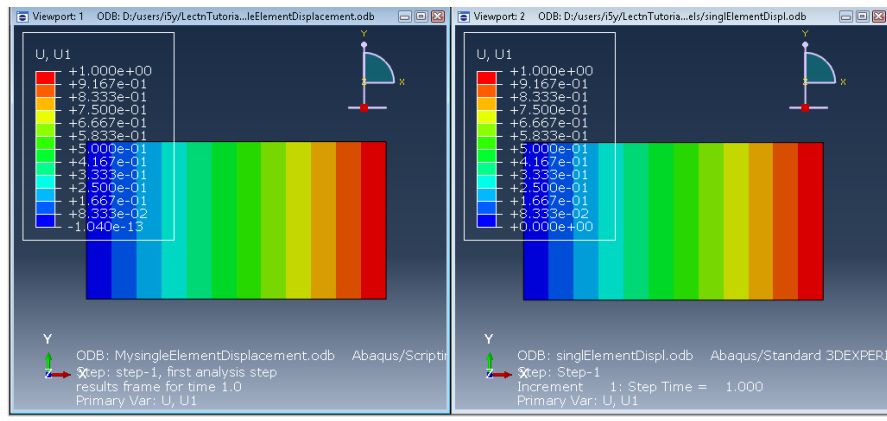 Viewport: 1 ODB: D:/users/i5y/LectnTutoria...leElementDisplacement.odb
U, U1
+1.000e+00
+9.167e-01
+8.333e-01
+7.500e-01
+6.667e-01
+5.833e-01
+5.000e-01
+4.167e-01
+3.333e-01
+2.500e-01
+1.667e-01
+8.333e-02
-1.040e-13
Y
X
Y
Z
X
ODB: MysingleElementDisplacement.odb Abaqus/Scripti
Step: step-1, first analysis step
results frame for time 1.0
Primary Var: U, U1
Viewport: 2 ODB: D:/users/i5y/LectnTutoria...els/singlElementDispl.odb
U, U1
+1.000e+00
+9.167e-01
+8.333e-01
+7.500e-01
+6.667e-01
+5.833e-01
+5.000e-01
+4.167e-01
+3.333e-01
+2.500e-01
+1.667e-01
+8.333e-02
+0.000e+00
Y
X
Y
Z
X
ODB: singlElementDispl.odb Abaqus/Standard 3DEXPERI
Step: Step-1
Increment 1: Step Time = 1.000
Primary Var: U, U1